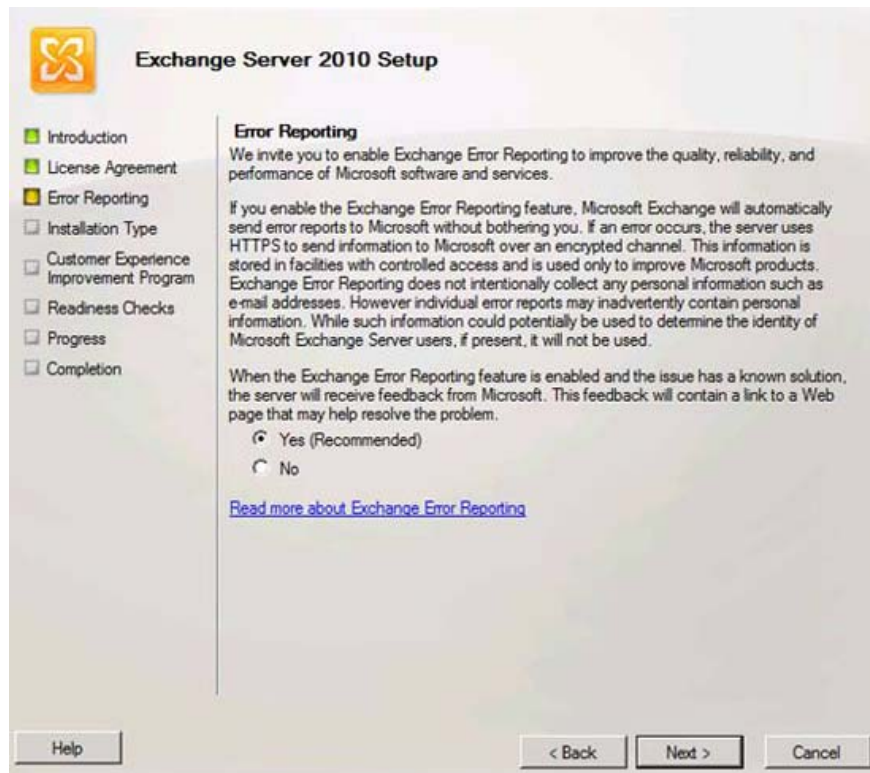 Exchange Server 2010 Setup
Introduction
License Agreement
Error Reporting
Installation Type
Customer Experience
Improvement Program
Readiness Checks
Progress
Completion
Error Reporting
We invite you to enable Exchange Error Reporting to improve the quality, reliability, and
performance of Microsoft software and services.
If you enable the Exchange Error Reporting feature, Microsoft Exchange will automatically
send error reports to Microsoft without bothering you. If an error occurs, the server uses
HTTPS to send information to Microsoft over an encrypted channel. This information is
stored in facilities with controlled access and is used only to improve Microsoft products.
Exchange Error Reporting does not intentionally collect any personal information such as
e-mail addresses. However individual error reports may inadvertently contain personal
information. While such information could potentially be used to determine the identity of
Microsoft Exchange Server users, if present, it will not be used.
When the Exchange Error Reporting feature is enabled and the issue has a known solution,
the server will receive feedback from Microsoft. This feedback will contain a link to a Web
page that may help resolve the problem.
Yes (Recommended)
No
Read more about Exchange Error Reporting
Help
< Back
Next >
Cancel